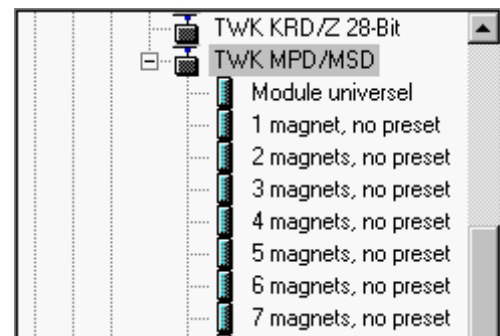 TWK KRD/Z 28-Bit
TWK MPD/MSD
Module universel
1 magnet, no preset
2 magnets, no preset
3 magnets, no preset
4 magnets, no preset
5 magnets, no preset
6 magnets, no preset
7 magnets, no preset